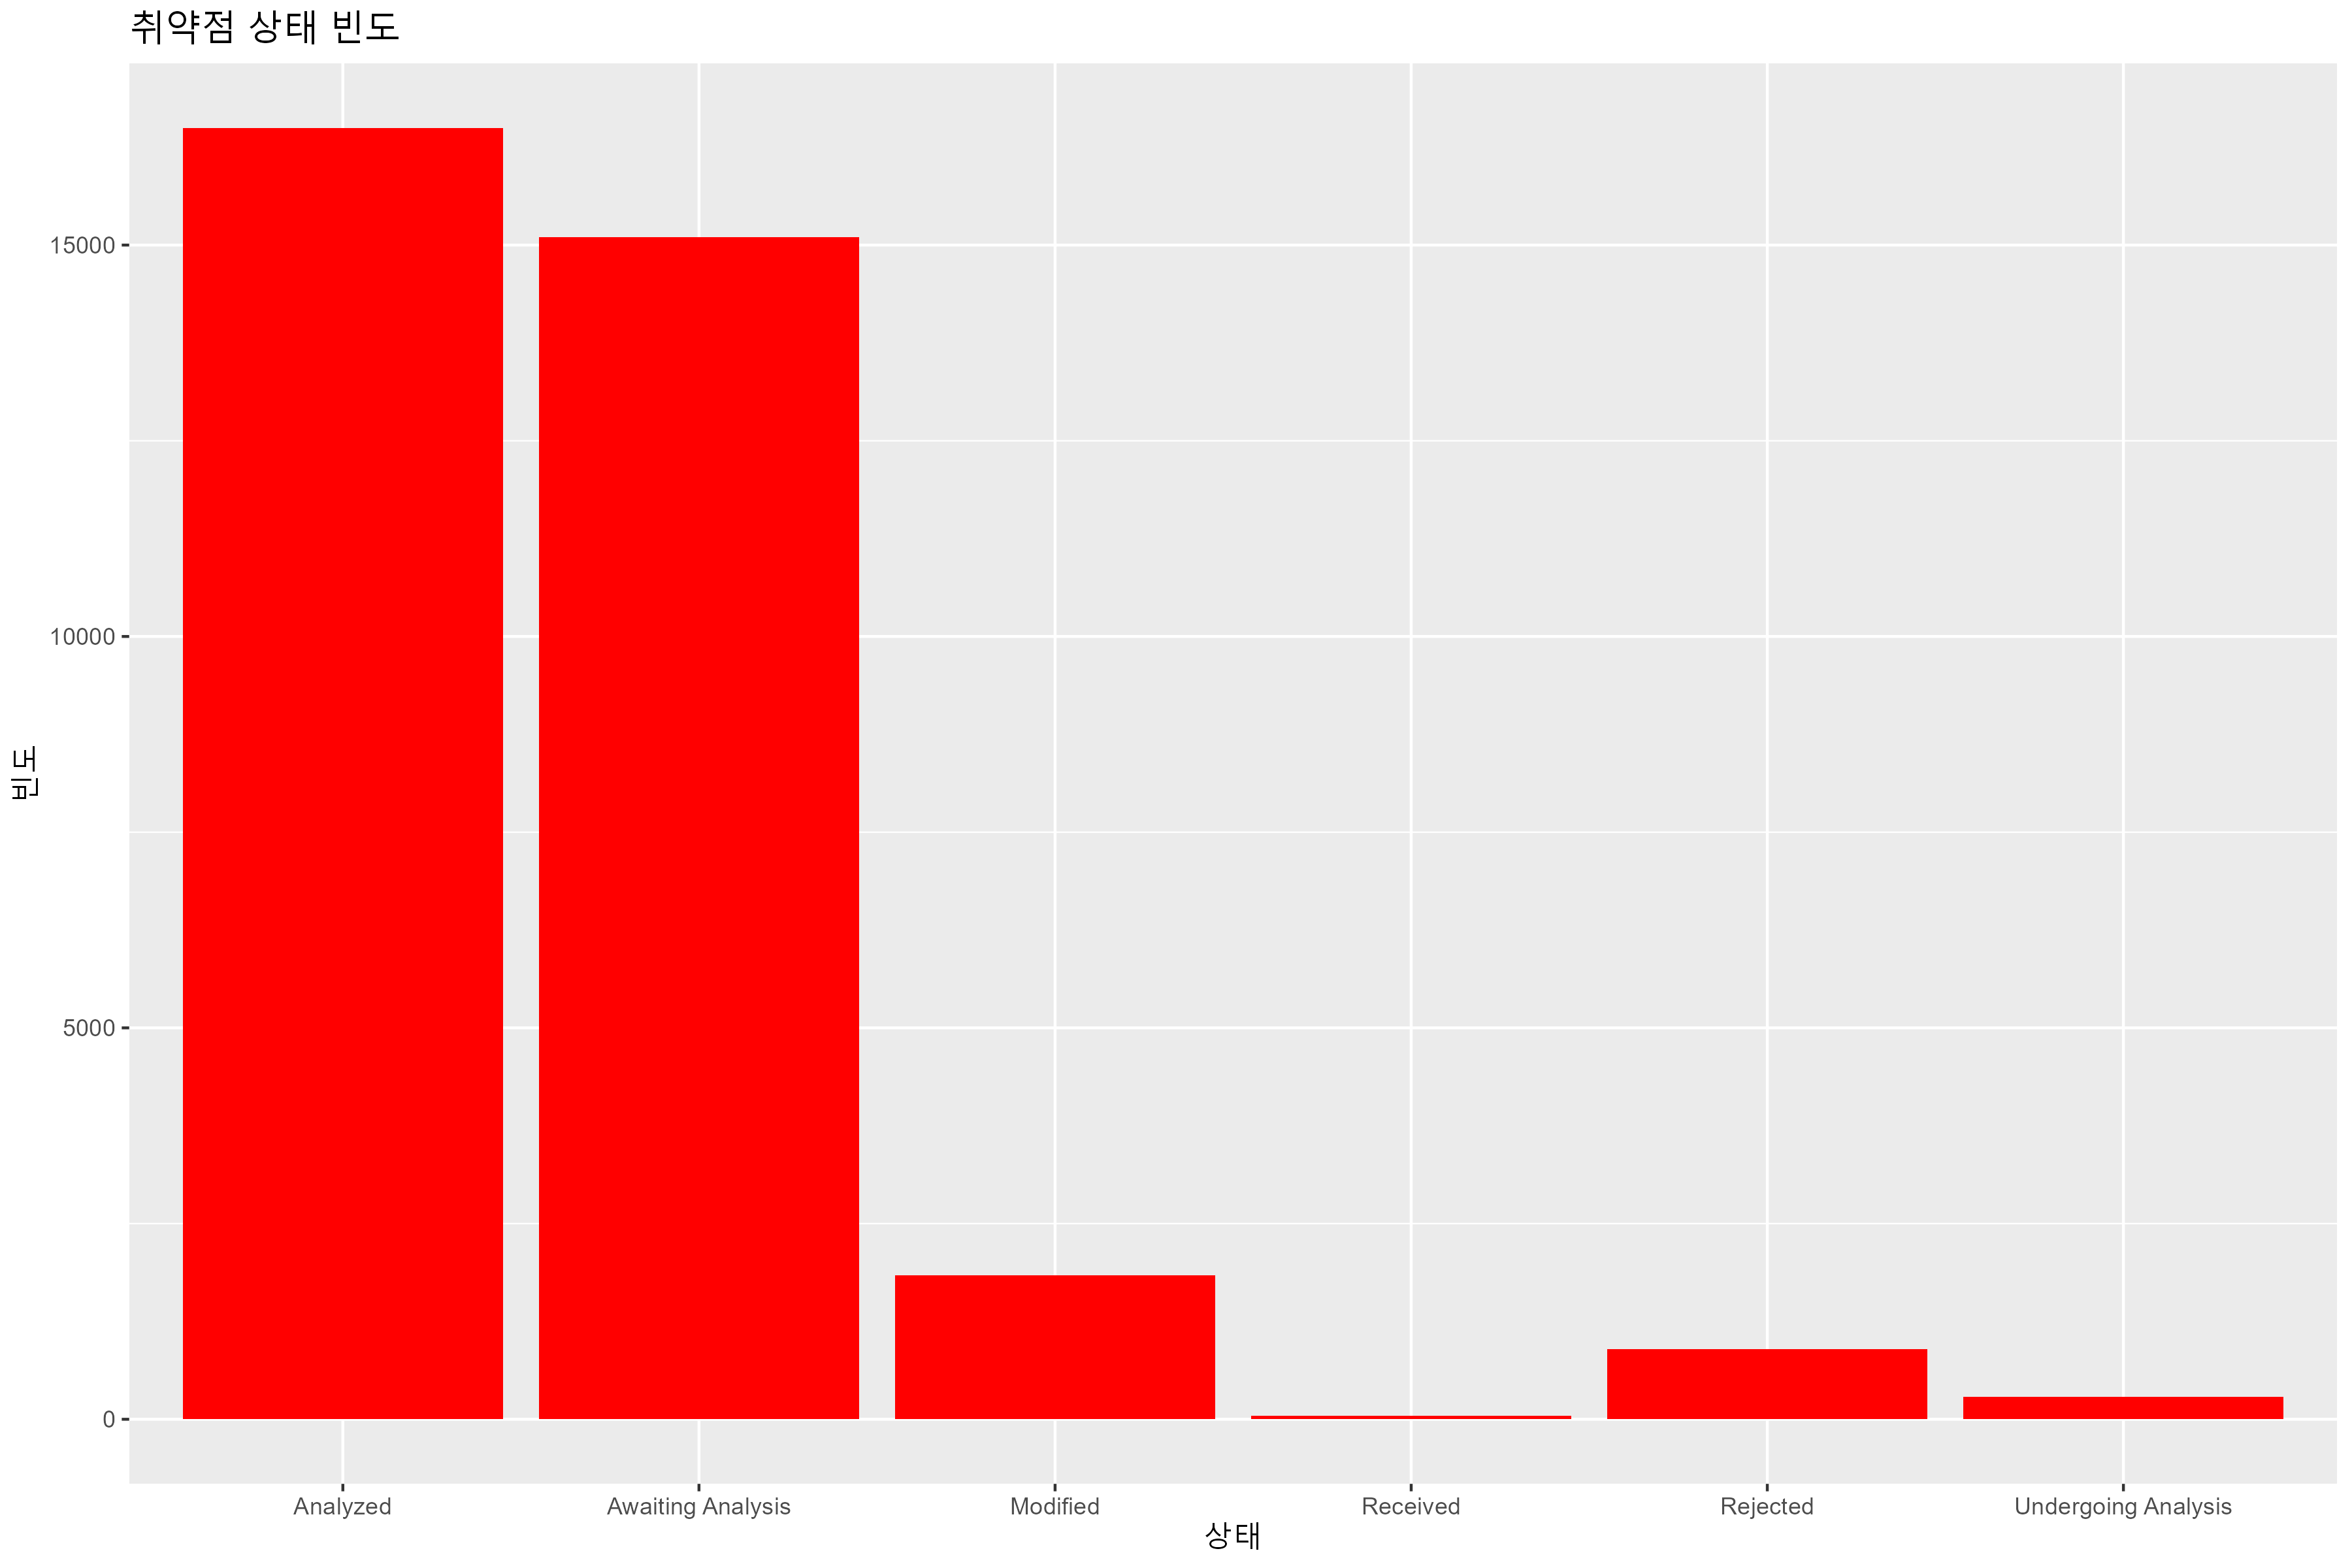 취약점 상태 빈도
빈도
15000
10000
5000
0
Analyzed
Awaiting Analysis
Modified
Received
Rejected
Undergoing Analysis
상태